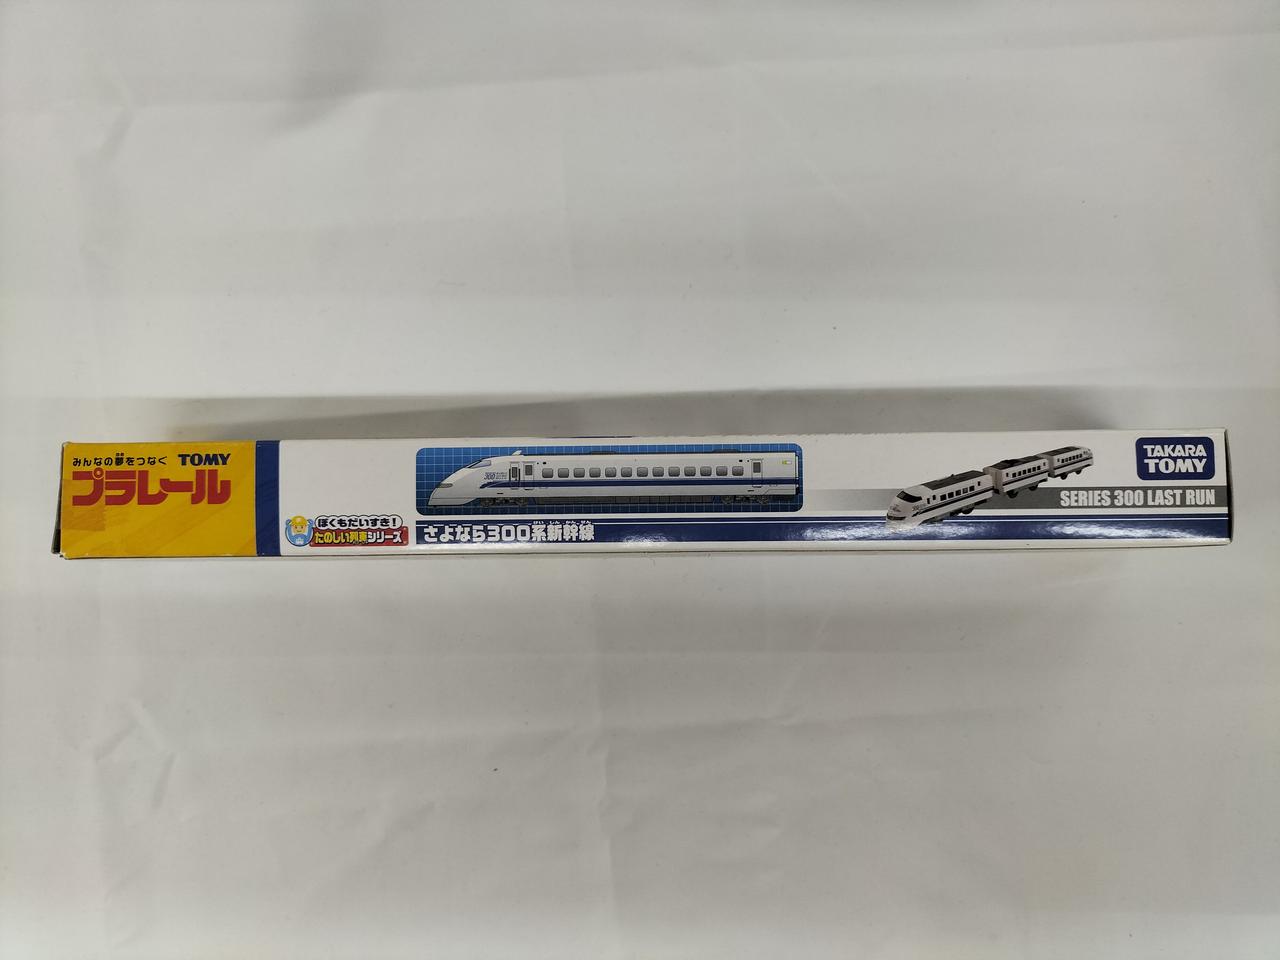 みんなの夢をつなぐ TOMY
プラレール
ぼくもだいすき!
たのしい列車シリーズ
300
さよなら300系新幹線
SERIES 300 LAST RUN
TAKARA
TOMY